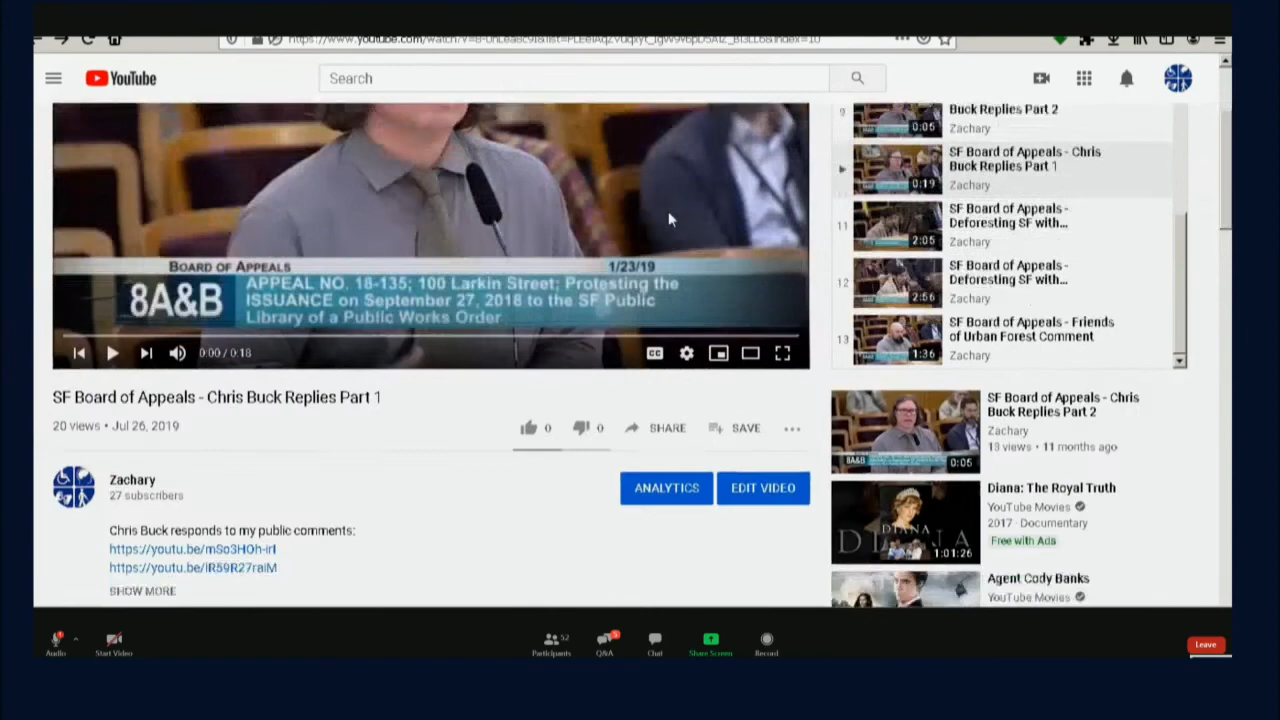 YouTube
Search
BOARD OF APPEALS 1/23/19
8A&B
APPEAL NO. 18-135; 100 Larkin Street; Protesting the
ISSUANCE on September 27, 2018 to the SF Public
Library of a Public Works Order
CC
0:00 / 0:18
SF Board of Appeals - Chris Buck Replies Part 1
20 views • Jul 26, 2019
0
0
SHARE
SAVE
Zachary
27 subscribers
ANALYTICS
EDIT VIDEO
Chris Buck responds to my public comments:
SHOW MORE
9
Buck Replies Part 2
Zachary
0:05
SF Board of Appeals - Chris
Buck Replies Part 1
Zachary
0:19
11
SF Board of Appeals -
Deforesting SF with...
Zachary
2:05
12
SF Board of Appeals -
Deforesting SF with...
Zachary
2:56
13
SF Board of Appeals - Friends
of Urban Forest Comment
Zachary
1:36
SF Board of Appeals - Chris
Buck Replies Part 2
Zachary
13 views • 11 months ago
8A&B
0:05
Diana: The Royal Truth
YouTube Movies
2017 · Documentary
Free with Ads
DIANA
1:01:26
Agent Cody Banks
YouTube Movies
Audio
Start Video
Participants
52
Q&A
Chat
Share Screen
Record
Leave